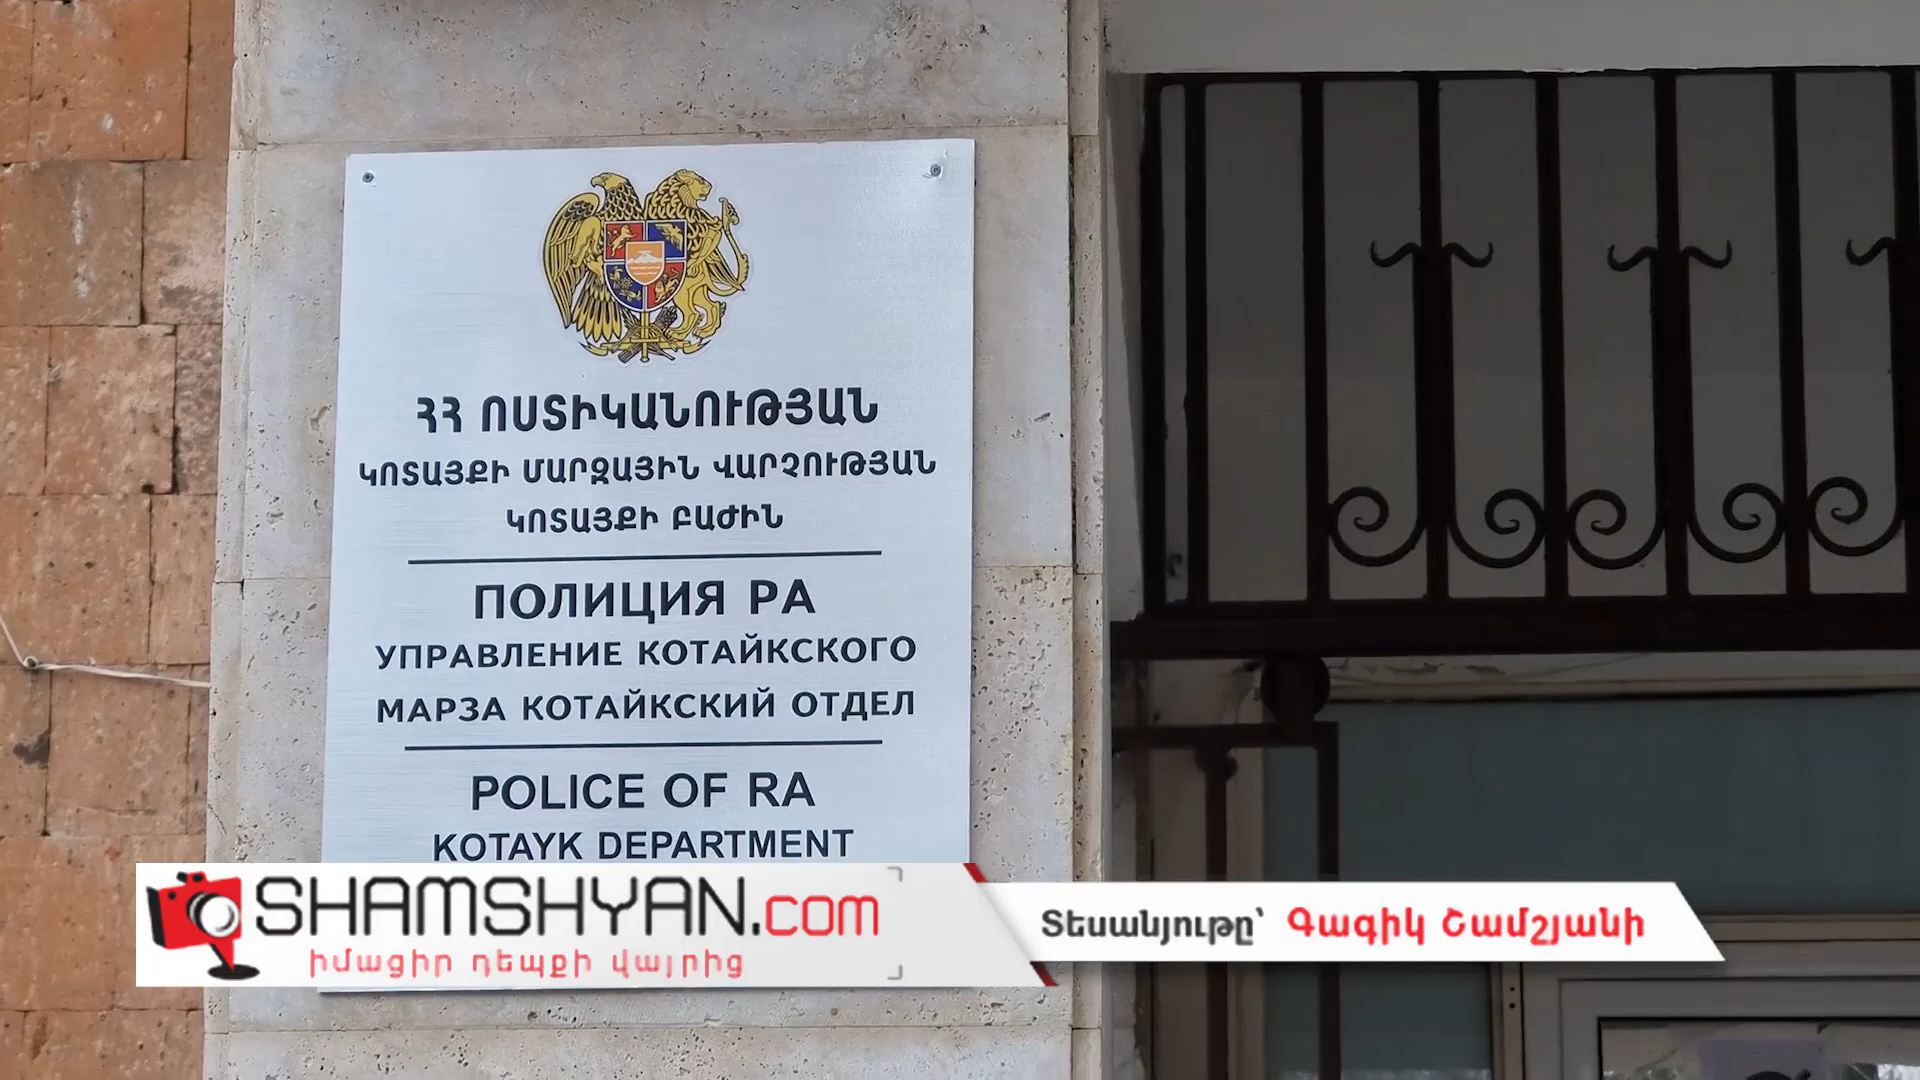 ՀՀ ՈՍՏԻԿԱՆՈՒԹՅԱՆ
ԿՈՏԱՅՔԻ ՄԱՐԶԱՅԻՆ ՎԱՐՉՈՒԹՅԱՆ
ԿՈՏԱՅՔԻ ԲԱԺԻՆ
ПОЛИЦИЯ РА
УПРАВЛЕНИЕ КОТАЙКСКОГО
МАРЗА КОТАЙКСКИЙ ОТДЕЛ
POLICE OF RA
KOTAYK DEPARTMENT
SHAMSHYAN.com
իմացիր դեպքի վայրից
Տեսանյութը՝ Գագիկ Շամշյանի